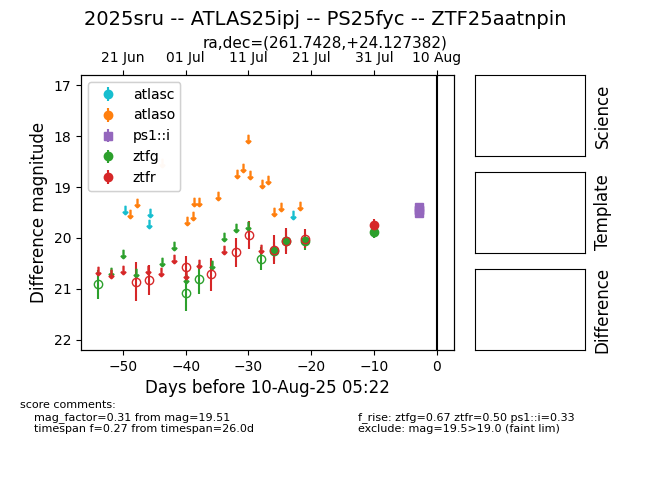 2025sru -- ATLAS25ipj -- PS25fyc -- ZTF25aatnpin
ra,dec=(261.7428,+24.127382)
21 Jun 01 Jul 11 Jul 21 Jul 31 Jul 10 Aug
atlasc
atlaso
ps1::i
ztfg
ztfr
17
18
19
20
21
22
Difference magnitude
−50 −40 −30 −20 −10 0
Days before 10-Aug-25 05:22
Science
Template
Difference
score comments:
mag_factor=0.31 from mag=19.51
timespan f=0.27 from timespan=26.0d
f_rise: ztfg=0.67 ztfr=0.50 ps1::i=0.33
exclude: mag=19.5>19.0 (faint lim)